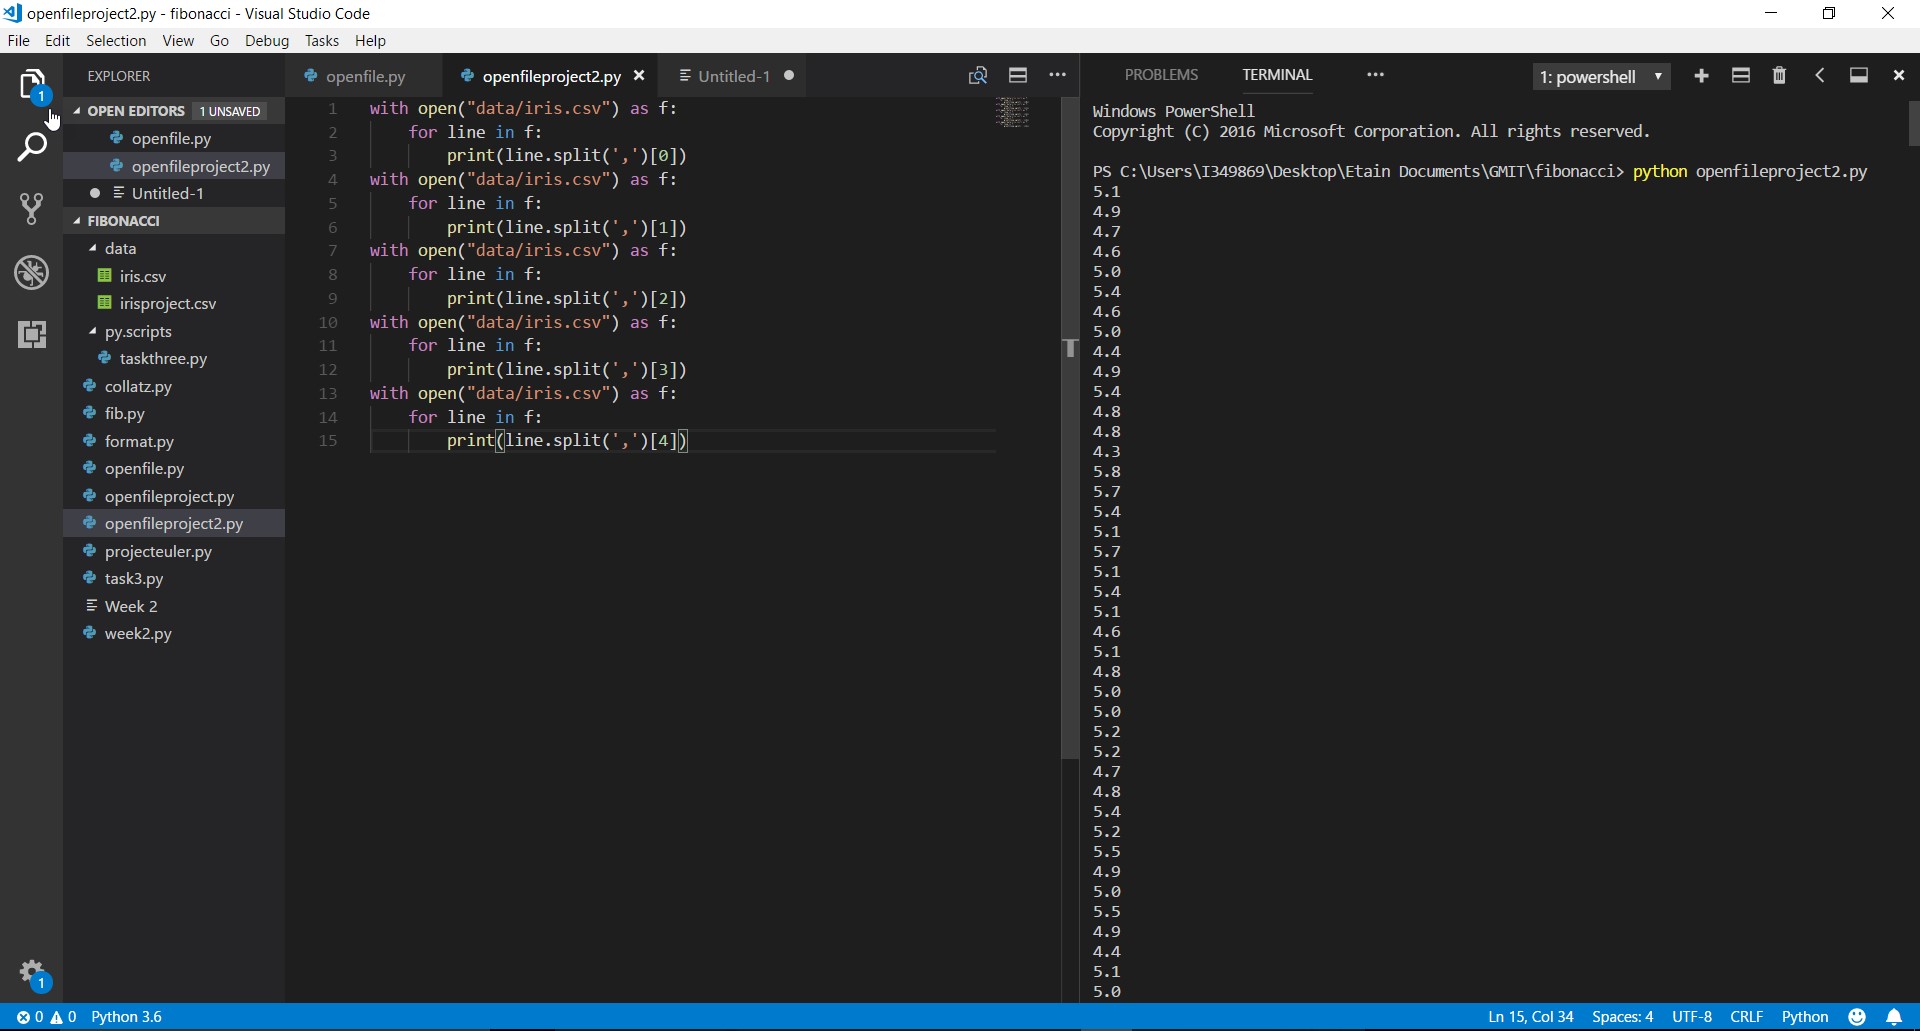 openfileproject2.py - fibonacci - Visual Studio Code
File Edit Selection View Go Debug Tasks Help
1
EXPLORER
OPEN EDITORS 1 UNSAVED
openfile.py
openfileproject2.py
Untitled-1
FIBONACCI
data
iris.csv
irisproject.csv
py.scripts
taskthree.py
collatz.py
fib.py
format.py
openfile.py
openfileproject.py
openfileproject2.py
projecteuler.py
task3.py
Week 2
week2.py
1
openfile.py openfileproject2.py Untitled-1
1 with open("data/iris.csv") as f:
2 for line in f:
3 print(line.split(',')[0])
4 with open("data/iris.csv") as f:
5 for line in f:
6 print(line.split(',')[1])
7 with open("data/iris.csv") as f:
8 for line in f:
9 print(line.split(',')[2])
10 with open("data/iris.csv") as f:
11 for line in f:
12 print(line.split(',')[3])
13 with open("data/iris.csv") as f:
14 for line in f:
15 print(line.split(',')[4])
PROBLEMS TERMINAL 1: powershell
Windows PowerShell
Copyright (C) 2016 Microsoft Corporation. All rights reserved.
PS C:\Users\I349869\Desktop\Etain Documents\GMIT\fibonacci> python openfileproject2.py
5.1
4.9
4.7
4.6
5.0
5.4
4.6
5.0
4.4
4.9
5.4
4.8
4.8
4.3
5.8
5.7
5.4
5.1
5.7
5.1
5.4
5.1
4.6
5.1
4.8
5.0
5.0
5.2
5.2
4.7
4.8
5.4
5.2
5.5
4.9
5.0
5.5
4.9
4.4
5.1
5.0
0 0 Python 3.6 Ln 15, Col 34 Spaces: 4 UTF-8 CRLF Python